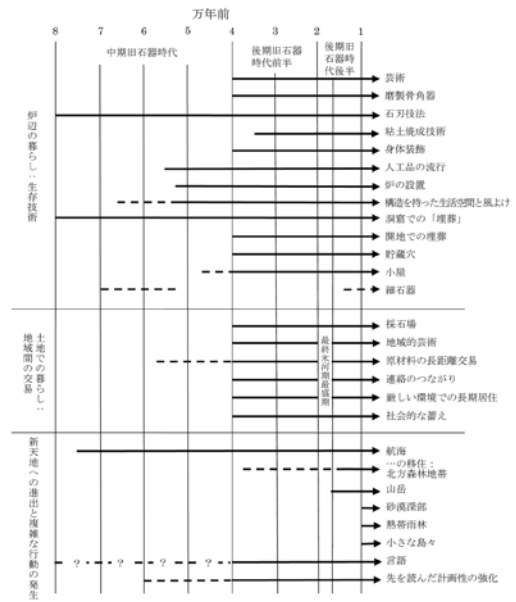 万年前
8 7 6 5 4 3 2 1
中期旧石器時代
後期旧石器
時代前半
後期旧
石器時
代後半
炉辺の暮らし：生存技術
芸術
磨製骨角器
石刃技法
粘土焼成技術
身体装飾
人工品の流行
炉の設置
構造を持った生活空間と風よけ
洞窟での「埋葬」
開地での埋葬
貯蔵穴
小屋
細石器
土地での暮らし：
地域間の交易
最終氷河期最盛期
採石場
地域的芸術
原材料の長距離交易
連絡のつながり
厳しい環境での長期居住
社会的な蓄え
新天地への進出と複雑な行動の発生
航海
…の移住：
北方森林地帯
山岳
砂漠深部
熱帯雨林
小さな島々
? ? ? ?
言語
先を読んだ計画性の強化